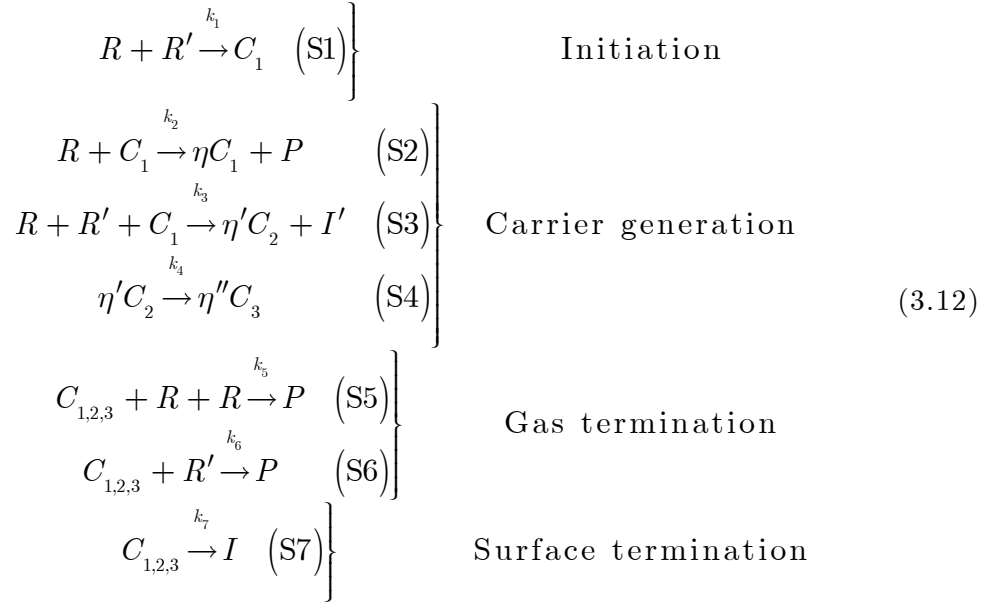 R + R′ →^{k₁} C₁ (S1) } Initiation
R + C₁ →^{k₂} ηC₁ + P (S2)
R + R′ + C₁ →^{k₃} η′C₂ + I′ (S3) } Carrier generation
η′C₂ →^{k₄} η″C₃ (S4)
(3.12)
C₁,₂,₃ + R + R →^{k₅} P (S5)
} Gas termination
C₁,₂,₃ + R′ →^{k₆} P (S6)
C₁,₂,₃ →^{k₇} I (S7) } Surface termination